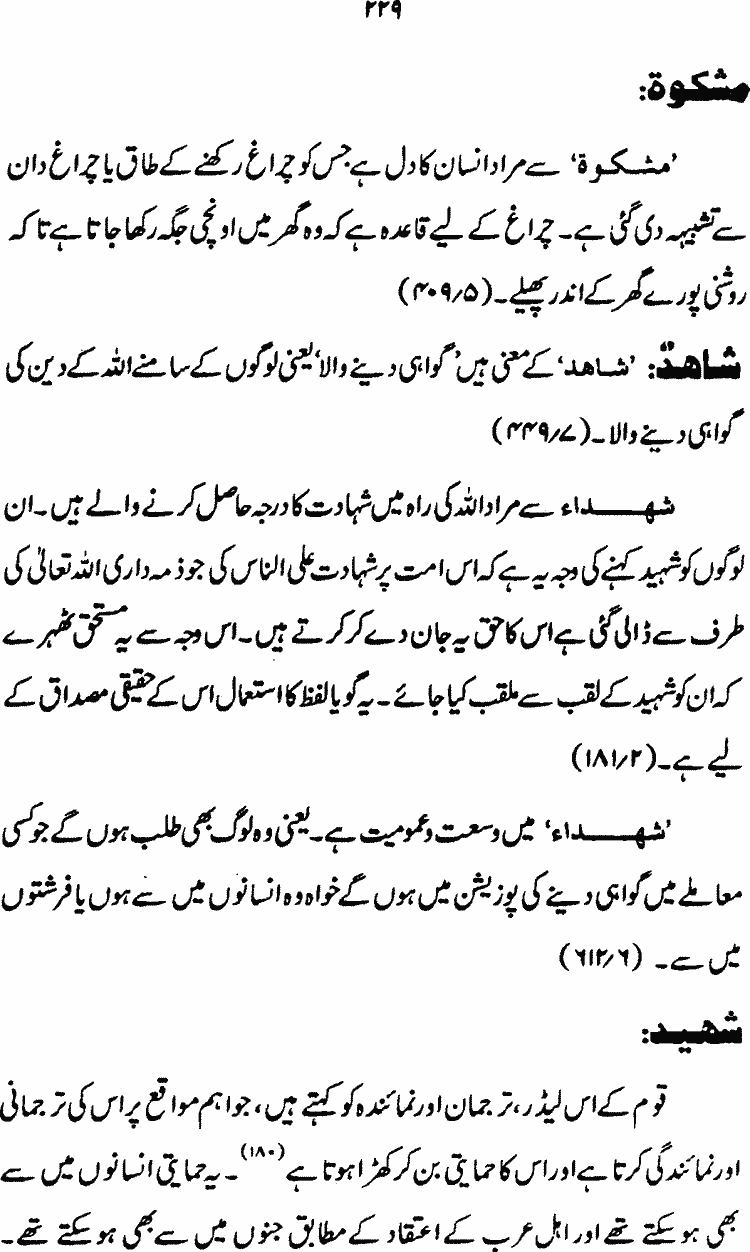 ۲۲۹
مشکوة:
’مشکوة‘ سے مراد انسان کا دل ہے جس کو چراغ رکھنے کے طاق یا چراغ دان
سے تشبیہہ دی گئی ہے۔ چراغ کے لیے قاعدہ ہے کہ وہ گھر میں اونچی جگہ رکھا جاتا ہے تا کہ
روشنی پورے گھر کے اندر پھیلے۔ (۴۰۹/۵)
شاھدٌ: ’شاھد‘ کے معنی ہیں ’گواہی دینے والا‘ یعنی لوگوں کے سامنے اللہ کے دین کی
گواہی دینے والا۔ (۴۴۹/۷)
شھداء سے مراد اللہ کی راہ میں شہادت کا درجہ حاصل کرنے والے ہیں۔ ان
لوگوں کو شہید کہنے کی وجہ یہ ہے کہ اس امت پر شہادت علی الناس کی جو ذمہ داری اللہ تعالیٰ کی
طرف سے ڈالی گئی ہے اس کا حق یہ جان دے کر کرتے ہیں۔ اس وجہ سے یہ مستحق ٹھہرے
کہ ان کو شہید کے لقب سے ملقب کیا جائے۔ یہ گویا لفظ کا استعمال اس کے حقیقی مصداق کے
لیے ہے۔ (۱۸۱/۲)
’شھداء‘ میں وسعت و عمومیت ہے۔ یعنی وہ لوگ بھی طلب ہوں گے جو کسی
معاملے میں گواہی دینے کی پوزیشن میں ہوں گے خواہ وہ انسانوں میں سے ہوں یا فرشتوں
میں سے۔ (۶۱۲/۶)
شھید:
قوم کے اس لیڈر، ترجمان اور نمائندہ کو کہتے ہیں، جو اہم مواقع پر اس کی ترجمانی
اور نمائندگی کرتا ہے اور اس کا حمایتی بن کر کھڑا ہوتا ہے (۱۸۰)۔ یہ حمایتی انسانوں میں سے
بھی ہو سکتے تھے اور اہل عرب کے اعتقاد کے مطابق جنوں میں سے بھی ہو سکتے تھے۔